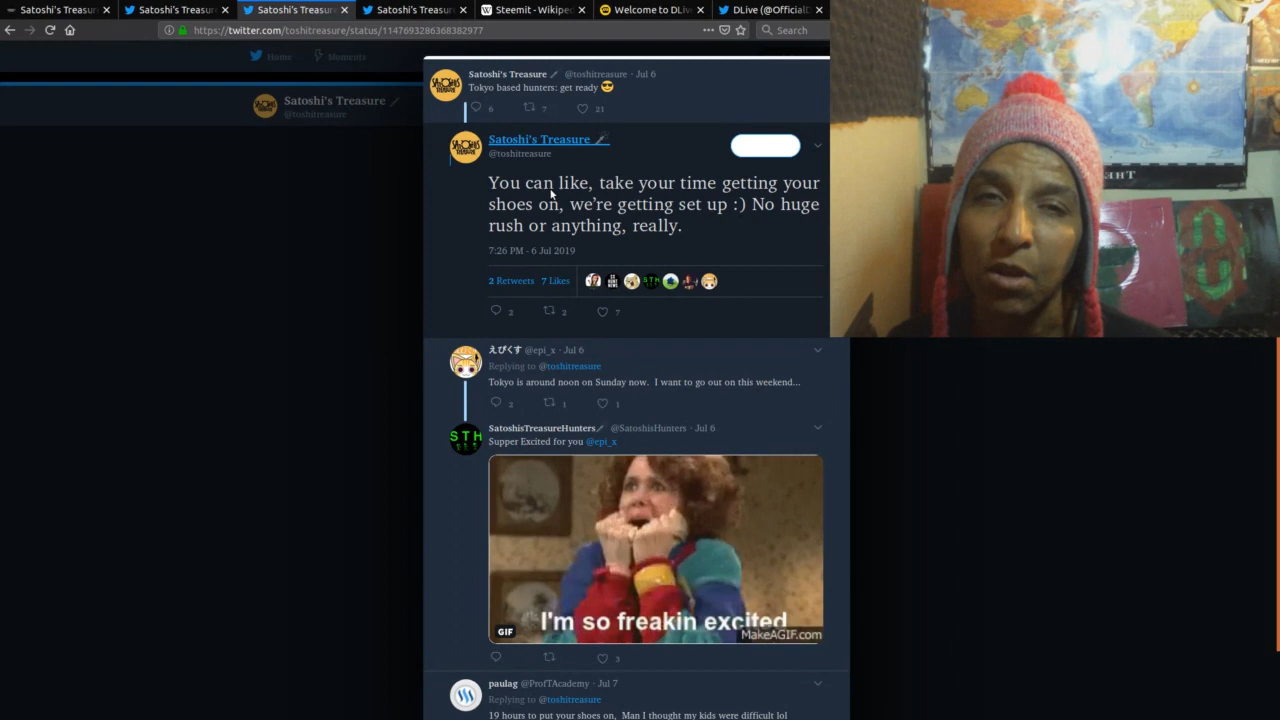 Satoshi's Treasure
Satoshi's Treasure
Satoshi's Treasure
Satoshi's Treasure
Steemit - Wikiped
Welcome to DLive
DLive (@OfficialD
https://twitter.com/toshitreasure/status/1147693286368382977
Search
Home
Moments
Satoshi's Treasure
@toshitreasure
Satoshi's Treasure @toshitreasure · Jul 6
Tokyo based hunters: get ready 😎
6 7 21
Satoshi's Treasure
@toshitreasure
You can like, take your time getting your
shoes on, we're getting set up :) No huge
rush or anything, really.
7:26 PM - 6 Jul 2019
2 Retweets 7 Likes
STH
2 2 7
えぴくす @epi_x · Jul 6
Replying to @toshitreasure
Tokyo is around noon on Sunday now. I want to go out on this weekend...
2 1 1
STH
SatoshisTreasureHunters @SatoshisHunters · Jul 6
Supper Excited for you @epi_x
I'm so freakin excited
GIF
MakeAGIF.com
3
paulag @ProfTAcademy · Jul 7
Replying to @toshitreasure
19 hours to put your shoes on, Man I thought my kids were difficult lol
THE